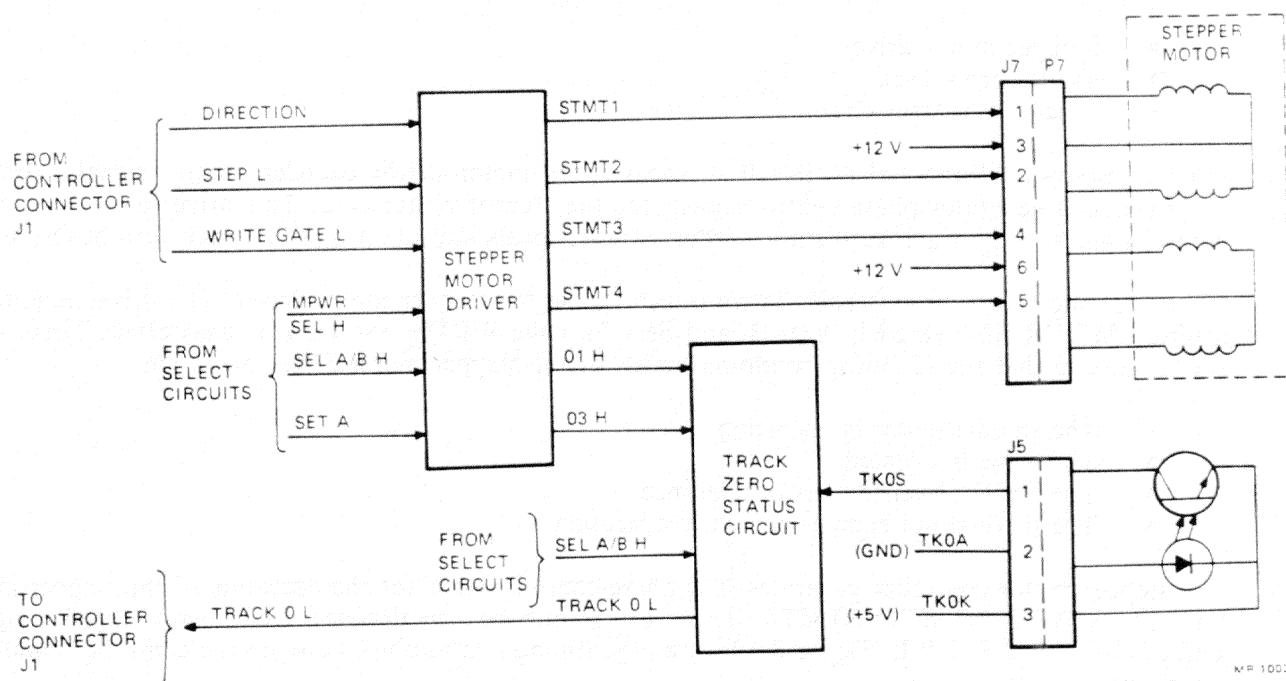 STEPPER
MOTOR
J7 P7
DIRECTION
STMT1
1
FROM
CONTROLLER
CONNECTOR
J1
+12 V
3
STEP L
STMT2
2
WRITE GATE L
STMT3
4
STEPPER
MOTOR
DRIVER
+12 V
6
MPWR
SEL H
STMT4
5
FROM
SELECT
CIRCUITS
SEL A/B H
01 H
SET A
03 H
J5
TRACK
ZERO
STATUS
CIRCUIT
TK0S
1
FROM
SELECT
CIRCUITS
SEL A/B H
(GND) TK0A
2
TO
CONTROLLER
CONNECTOR
J1
TRACK 0 L
TRACK 0 L
(+5 V) TK0K
3